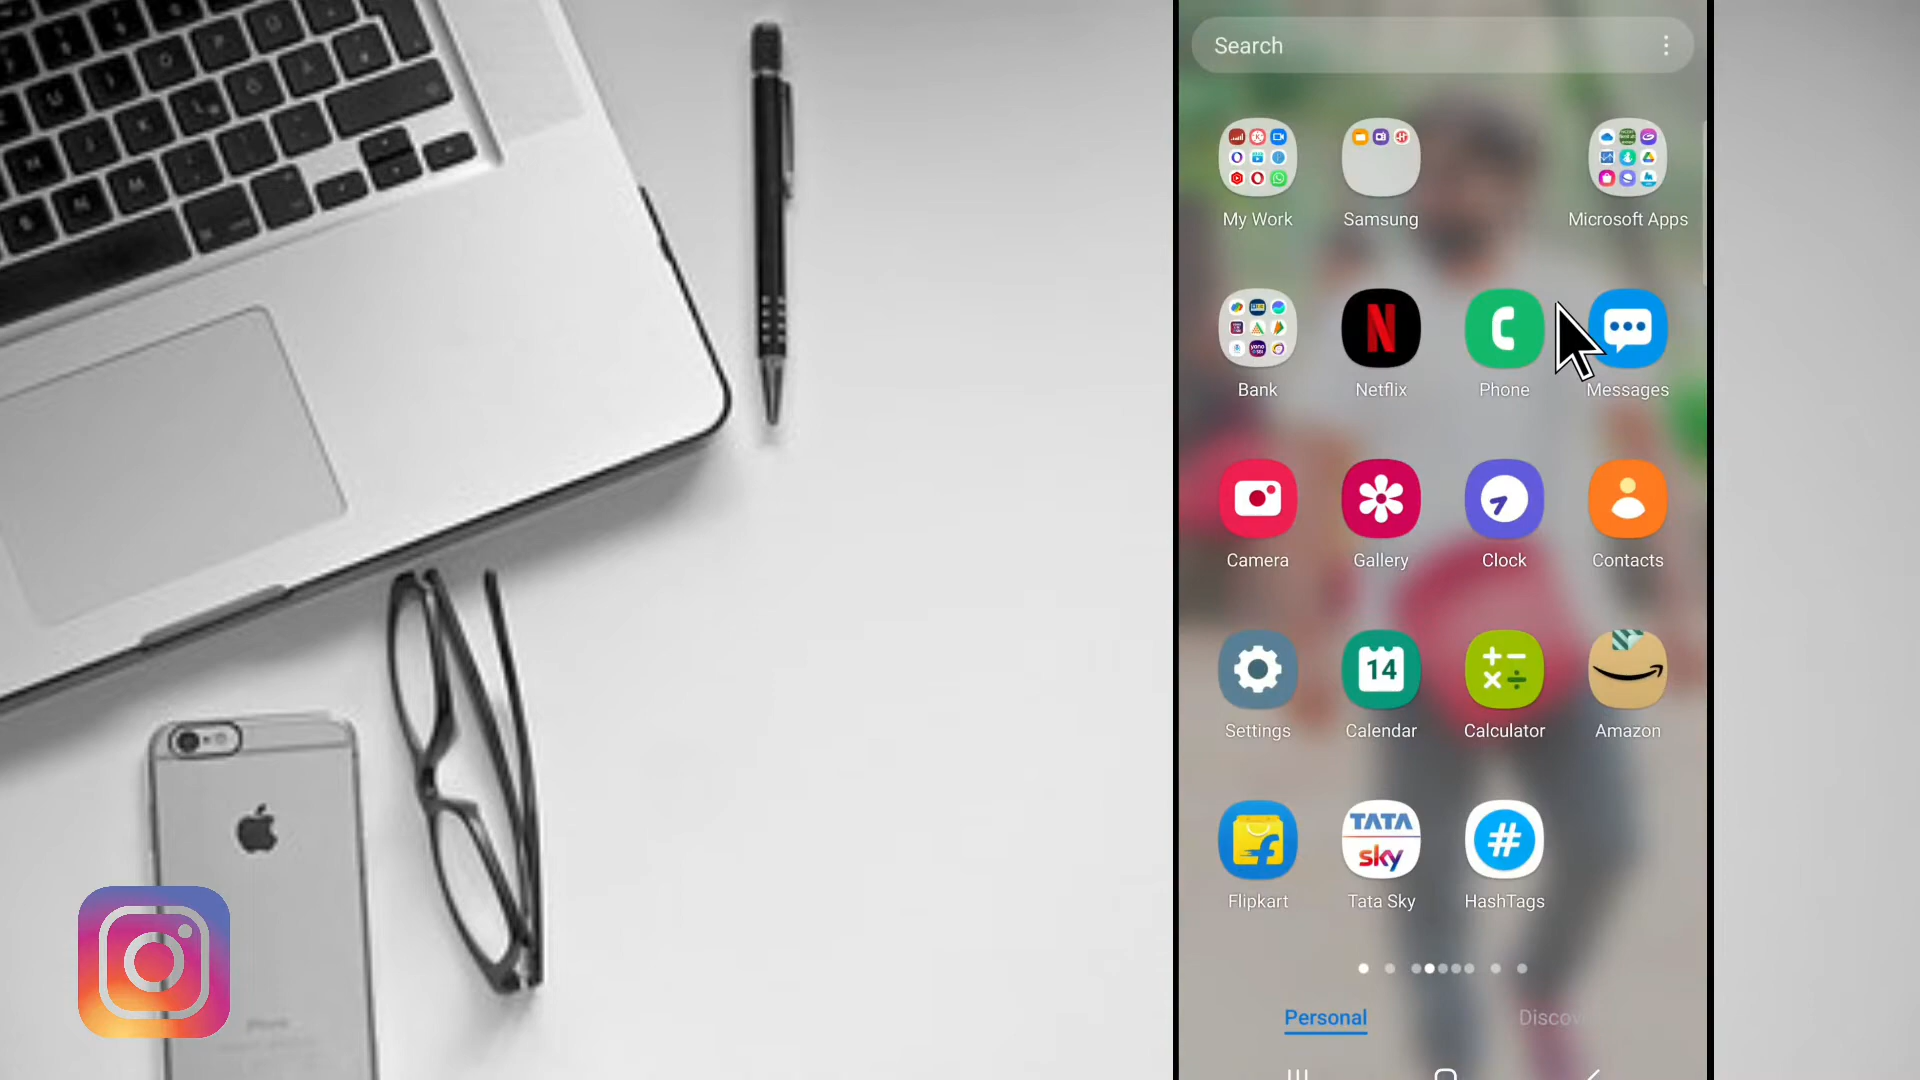 Search
My Work
Samsung
Microsoft Apps
Bank
Netflix
Phone
Messages
Camera
Gallery
Clock
Contacts
14
Settings
Calendar
Calculator
Amazon
TATA
sky
#
Flipkart
Tata Sky
HashTags
Personal